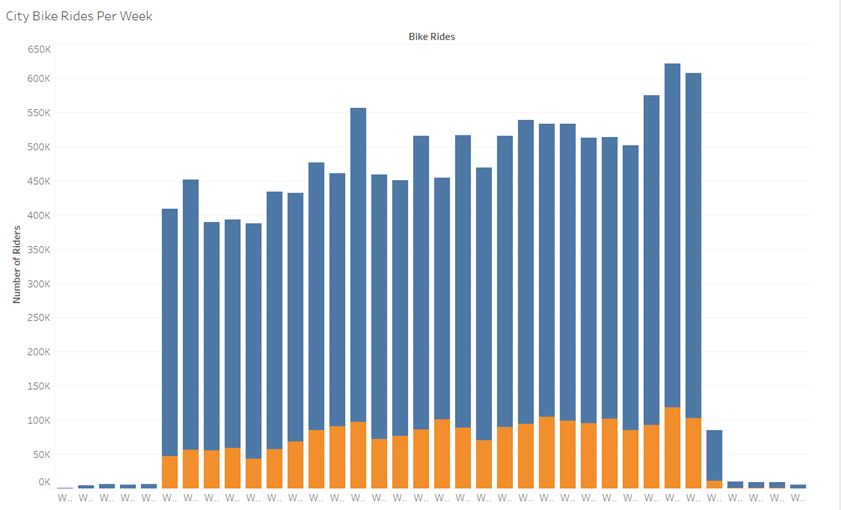 City Bike Rides Per Week
Bike Rides
650K
600K
550K
500K
450K
400K
350K
300K
250K
200K
150K
100K
50K
0K
Number of Riders
W.. W.. W.. W.. W.. W.. W.. W.. W.. W.. W.. W.. W.. W.. W.. W.. W.. W.. W.. W.. W.. W.. W.. W.. W.. W.. W.. W.. W.. W.. W.. W.. W.. W.. W.. W..